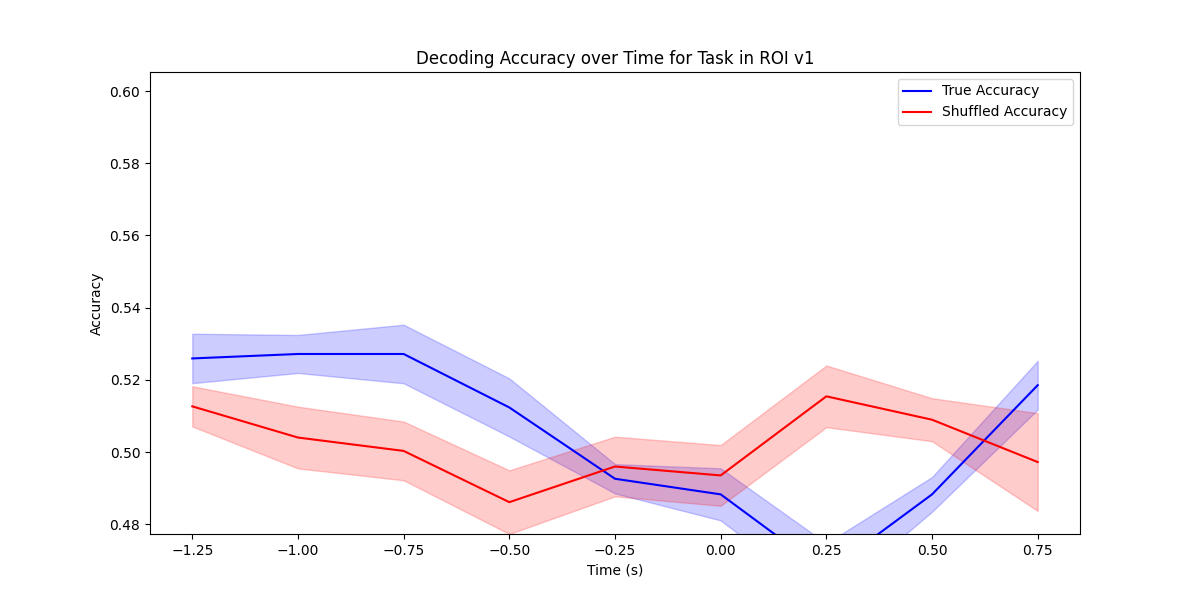 Decoding Accuracy over Time for Task in ROI v1
True Accuracy
Shuffled Accuracy
0.60
0.58
0.56
0.54
0.52
0.50
0.48
Accuracy
−1.25 −1.00 −0.75 −0.50 −0.25 0.00 0.25 0.50 0.75
Time (s)